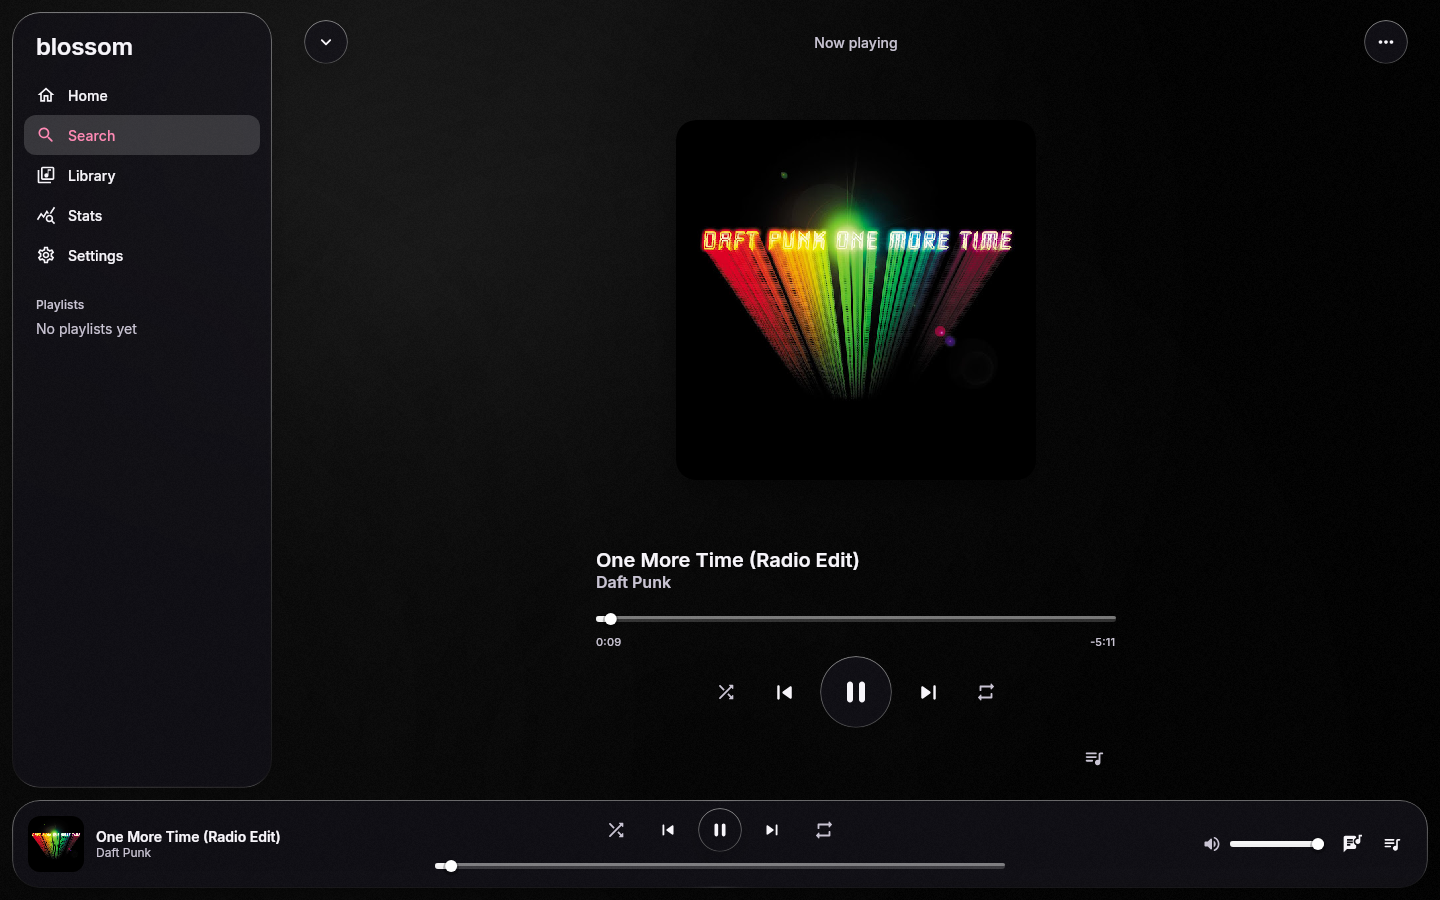 blossom
Home
Search
Library
Stats
Settings
Playlists
No playlists yet
Now playing
DAFT PUNK ONE MORE TIME
One More Time (Radio Edit)
Daft Punk
0:09
-5:11
One More Time (Radio Edit)
Daft Punk